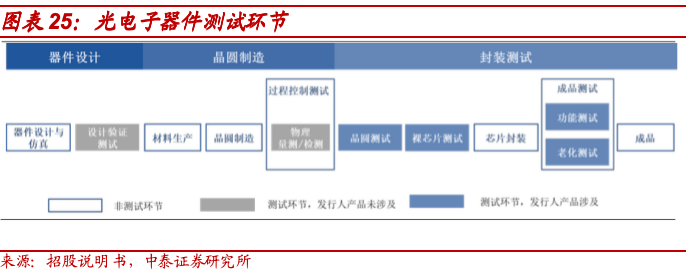 图表 25：光电子器件测试环节
器件设计
晶圆制造
封装测试
器件设计与
仿真
设计验证
测试
材料生产
晶圆制造
过程控制测试
物理
量测/检测
晶圆测试
裸芯片测试
芯片封装
成品测试
功能测试
老化测试
成品
非测试环节
测试环节，发行人产品未涉及
测试环节，发行人产品涉及
来源：招股说明书，中泰证券研究所